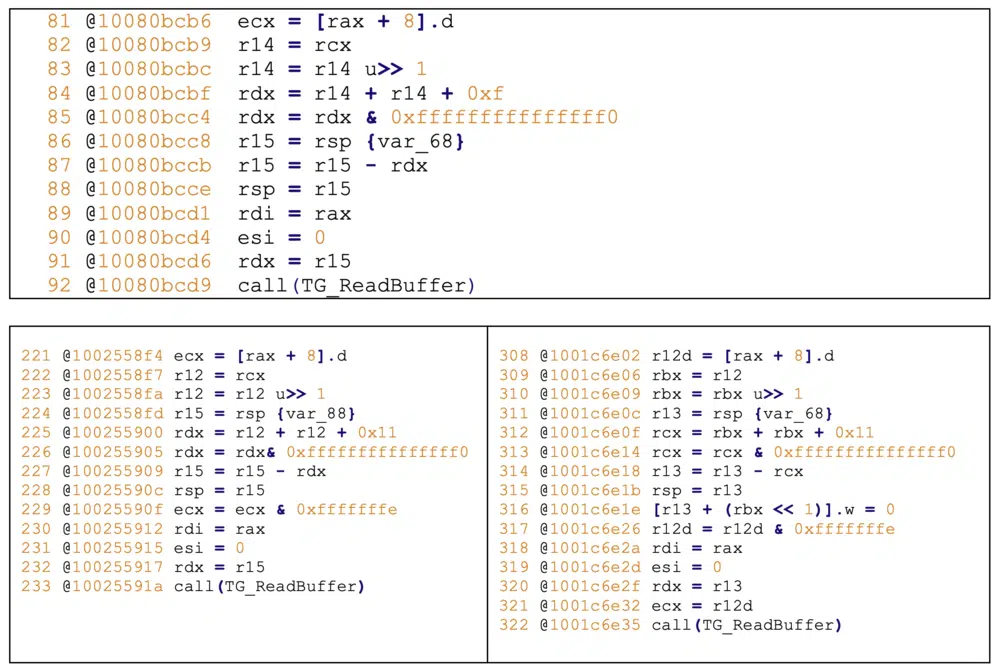 81 @10080bcb6 ecx = [rax + 8].d
82 @10080bcb9 r14 = rcx
83 @10080bcbc r14 = r14 u>> 1
84 @10080bcbf rdx = r14 + r14 + 0xf
85 @10080bcc4 rdx = rdx & 0xfffffffffffffff0
86 @10080bcc8 r15 = rsp {var_68}
87 @10080bccb r15 = r15 - rdx
88 @10080bcce rsp = r15
89 @10080bcd1 rdi = rax
90 @10080bcd4 esi = 0
91 @10080bcd6 rdx = r15
92 @10080bcd9 call(TG_ReadBuffer)
221 @1002558f4 ecx = [rax + 8].d
222 @1002558f7 r12 = rcx
223 @1002558fa r12 = r12 u>> 1
224 @1002558fd r15 = rsp {var_88}
225 @100255900 rdx = r12 + r12 + 0x11
226 @100255905 rdx = rdx& 0xfffffffffffffff0
227 @100255909 r15 = r15 - rdx
228 @10025590c rsp = r15
229 @10025590f ecx = ecx & 0xfffffffe
230 @100255912 rdi = rax
231 @100255915 esi = 0
232 @100255917 rdx = r15
233 @10025591a call(TG_ReadBuffer)
308 @1001c6e02 r12d = [rax + 8].d
309 @1001c6e06 rbx = r12
310 @1001c6e09 rbx = rbx u>> 1
311 @1001c6e0c r13 = rsp {var_68}
312 @1001c6e0f rcx = rbx + rbx + 0x11
313 @1001c6e14 rcx = rcx & 0xfffffffffffffff0
314 @1001c6e18 r13 = r13 - rcx
315 @1001c6e1b rsp = r13
316 @1001c6e1e [r13 + (rbx << 1)].w = 0
317 @1001c6e26 r12d = r12d & 0xfffffffe
318 @1001c6e2a rdi = rax
319 @1001c6e2d esi = 0
320 @1001c6e2f rdx = r13
321 @1001c6e32 ecx = r12d
322 @1001c6e35 call(TG_ReadBuffer)